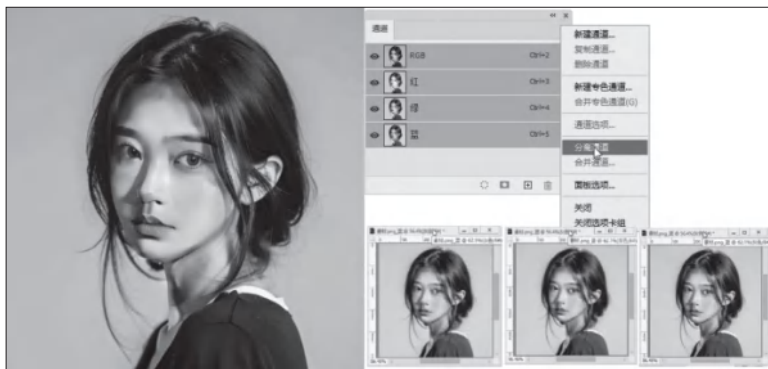 通道
RGB Ctrl+2
红 Ctrl+3
绿 Ctrl+4
蓝 Ctrl+5
新建通道...
复制通道...
删除通道
新建专色通道...
合并专色通道(G)
通道选项...
分离通道
合并通道...
面板选项...
关闭
关闭选项卡组